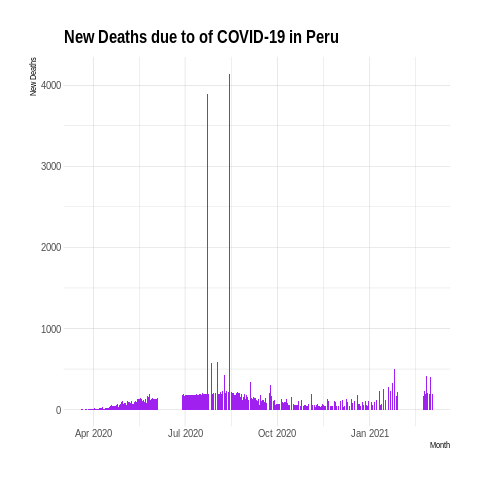 New Deaths due to of COVID-19 in Peru
New Deaths
4000
3000
2000
1000
0
Apr 2020 Jul 2020 Oct 2020 Jan 2021
Month